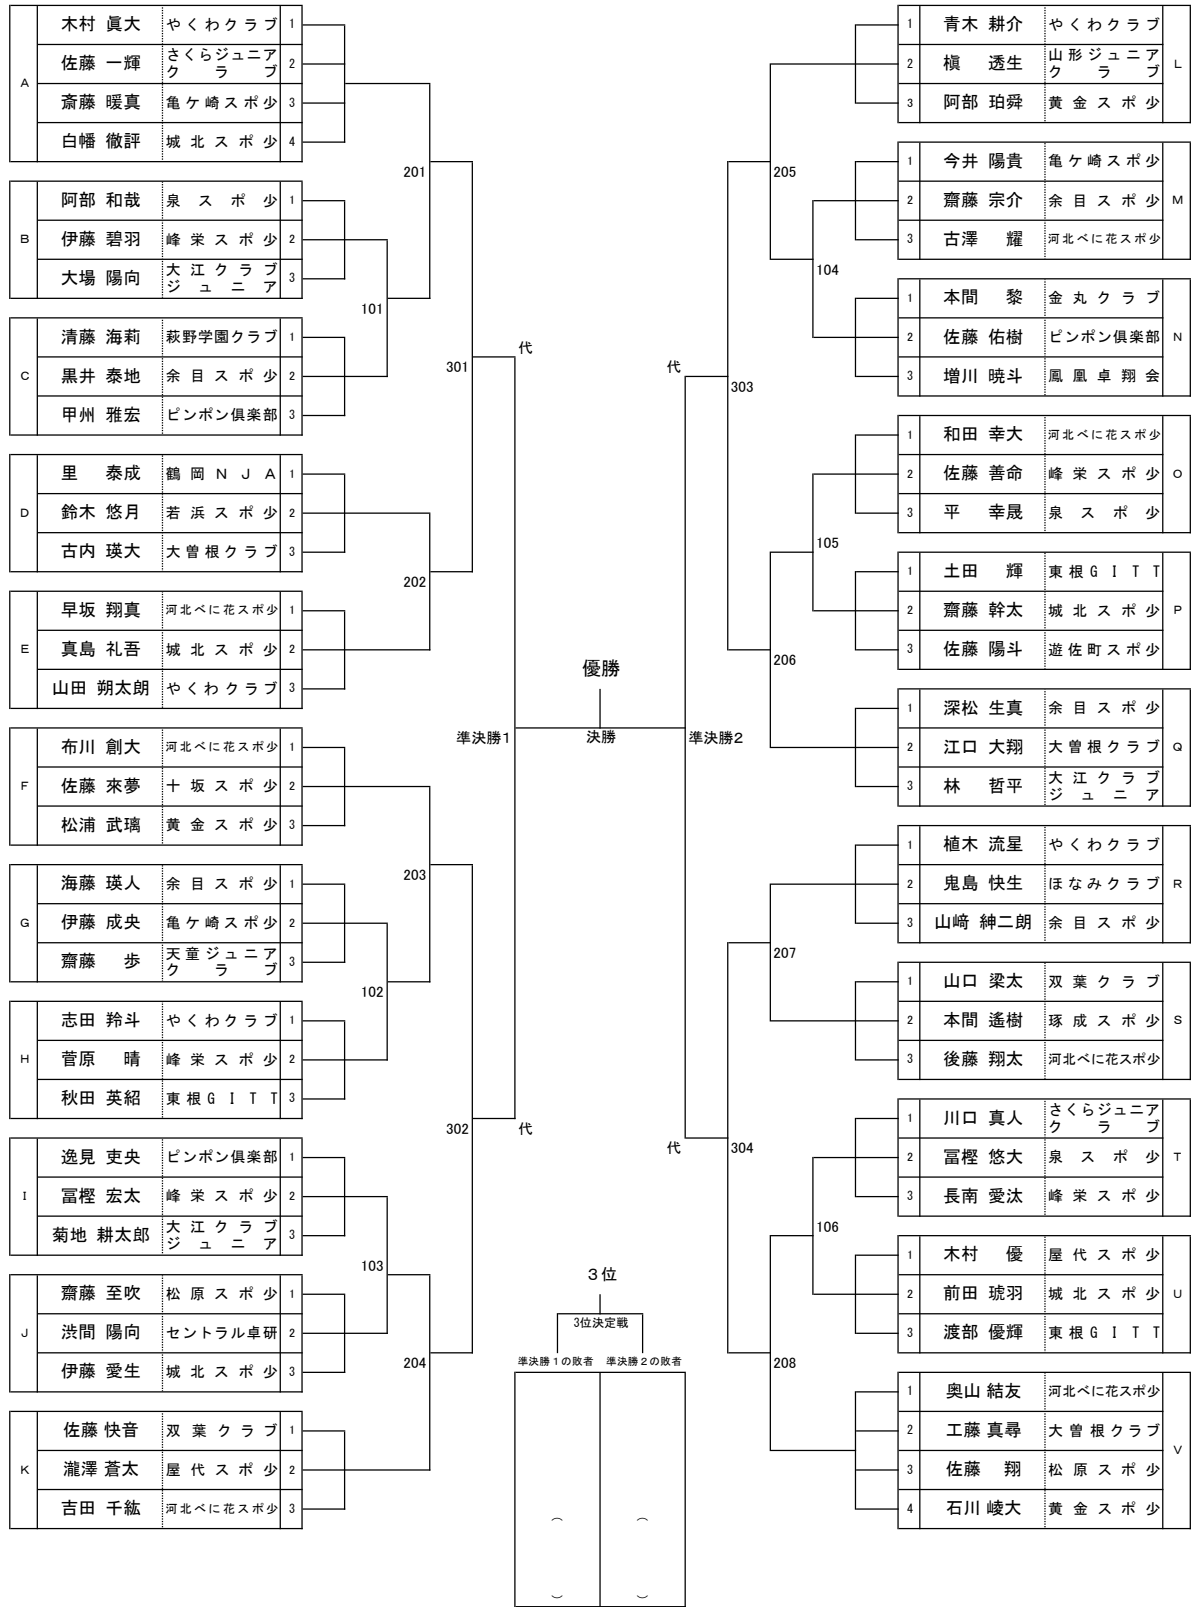 A
木村 眞大 やくわクラブ 1
佐藤 一輝 さくらジュニアクラブ 2
斎藤 暖真 亀ケ崎スポ少 3
白幡 徹評 城北スポ少 4
B
阿部 和哉 泉スポ少 1
伊藤 碧羽 峰栄スポ少 2
大場 陽向 大江クラブジュニア 3
C
清藤 海莉 萩野学園クラブ 1
黒井 泰地 余目スポ少 2
甲州 雅宏 ピンポン倶楽部 3
D
里 泰成 鶴岡NJA 1
鈴木 悠月 若浜スポ少 2
古内 瑛大 大曽根クラブ 3
E
早坂 翔真 河北べに花スポ少 1
真島 礼吾 城北スポ少 2
山田 朔太朗 やくわクラブ 3
F
布川 創大 河北べに花スポ少 1
佐藤 來夢 十坂スポ少 2
松浦 武璃 黄金スポ少 3
G
海藤 瑛人 余目スポ少 1
伊藤 成央 亀ケ崎スポ少 2
齋藤 歩 天童ジュニアクラブ 3
H
志田 羚斗 やくわクラブ 1
菅原 晴 峰栄スポ少 2
秋田 英紹 東根GITT 3
I
逸見 吏央 ピンポン倶楽部 1
冨樫 宏太 峰栄スポ少 2
菊地 耕太郎 大江クラブジュニア 3
J
齋藤 至吹 松原スポ少 1
渋間 陽向 セントラル卓研 2
伊藤 愛生 城北スポ少 3
K
佐藤 快音 双葉クラブ 1
瀧澤 蒼太 屋代スポ少 2
吉田 千紘 河北べに花スポ少 3
101
102
103
201
202
203
204
301
302
代
代
準決勝1
優勝
決勝
準決勝2
3位
3位決定戦
準決勝1の敗者 準決勝2の敗者
( )
( )
代
代
303
304
205
206
207
208
104
105
106
L
1 青木 耕介 やくわクラブ
2 槇 透生 山形ジュニアクラブ
3 阿部 珀舜 黄金スポ少
M
1 今井 陽貴 亀ケ崎スポ少
2 齋藤 宗介 余目スポ少
3 古澤 耀 河北べに花スポ少
N
1 本間 黎 金丸クラブ
2 佐藤 佑樹 ピンポン倶楽部
3 増川 暁斗 鳳凰卓翔会
O
1 和田 幸大 河北べに花スポ少
2 佐藤 善命 峰栄スポ少
3 平 幸晟 泉スポ少
P
1 土田 輝 東根GITT
2 齋藤 幹太 城北スポ少
3 佐藤 陽斗 遊佐町スポ少
Q
1 深松 生真 余目スポ少
2 江口 大翔 大曽根クラブ
3 林 哲平 大江クラブジュニア
R
1 植木 流星 やくわクラブ
2 鬼島 快生 ほなみクラブ
3 山﨑 紳二朗 余目スポ少
S
1 山口 梁太 双葉クラブ
2 本間 遙樹 琢成スポ少
3 後藤 翔太 河北べに花スポ少
T
1 川口 真人 さくらジュニアクラブ
2 冨樫 悠大 泉スポ少
3 長南 愛汰 峰栄スポ少
U
1 木村 優 屋代スポ少
2 前田 琥羽 城北スポ少
3 渡部 優輝 東根GITT
V
1 奥山 結友 河北べに花スポ少
2 工藤 真尋 大曽根クラブ
3 佐藤 翔 松原スポ少
4 石川 崚大 黄金スポ少